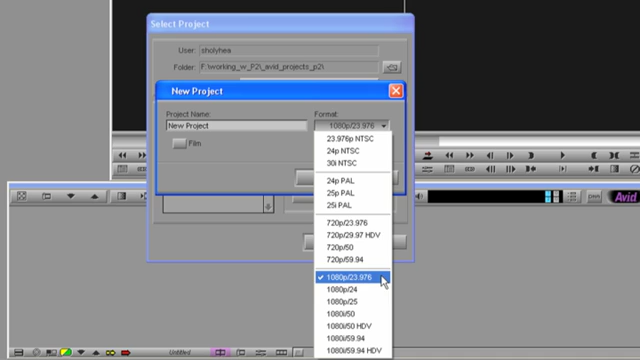 Select Project
User: sholyhea
Folder: F:\working_w_P2\_avid_projects_p2\
New Project
Project Name:
Format:
New Project
1080p/23.976
Film
23.976p NTSC
24p NTSC
30i NTSC
24p PAL
25p PAL
25i PAL
720p/23.976
720p/29.97 HDV
720p/50
720p/59.94
1080p/23.976
1080p/24
1080p/25
1080i/50
1080i/50 HDV
1080i/59.94
1080i/59.94 HDV
Avid
Untitled